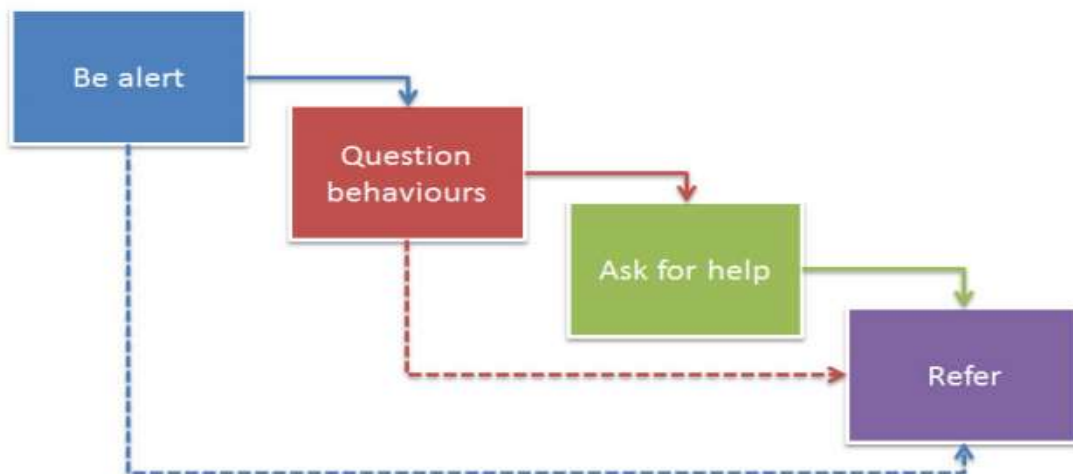 Be alert
Question
behaviours
Ask for help
Refer